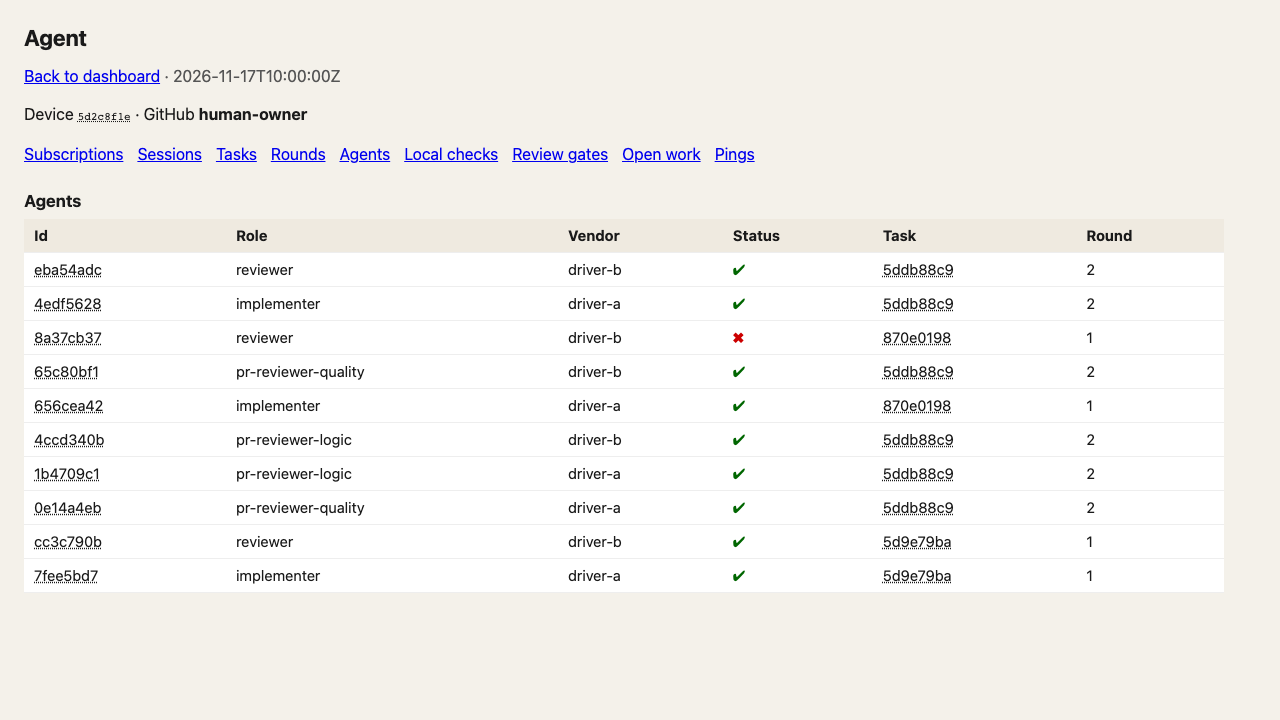 Agent
Back to dashboard · 2026-11-17T10:00:00Z
Device 5d2c8f1e · GitHub human-owner
Subscriptions Sessions Tasks Rounds Agents Local checks Review gates Open work Pings
Agents
Id Role Vendor Status Task Round
eba54adc reviewer driver-b ✔ 5ddb88c9 2
4edf5628 implementer driver-a ✔ 5ddb88c9 2
8a37cb37 reviewer driver-b ✖ 870e0198 1
65c80bf1 pr-reviewer-quality driver-b ✔ 5ddb88c9 2
656cea42 implementer driver-a ✔ 870e0198 1
4ccd340b pr-reviewer-logic driver-b ✔ 5ddb88c9 2
1b4709c1 pr-reviewer-logic driver-a ✔ 5ddb88c9 2
0e14a4eb pr-reviewer-quality driver-a ✔ 5ddb88c9 2
cc3c790b reviewer driver-b ✔ 5d9e79ba 1
7fee5bd7 implementer driver-a ✔ 5d9e79ba 1